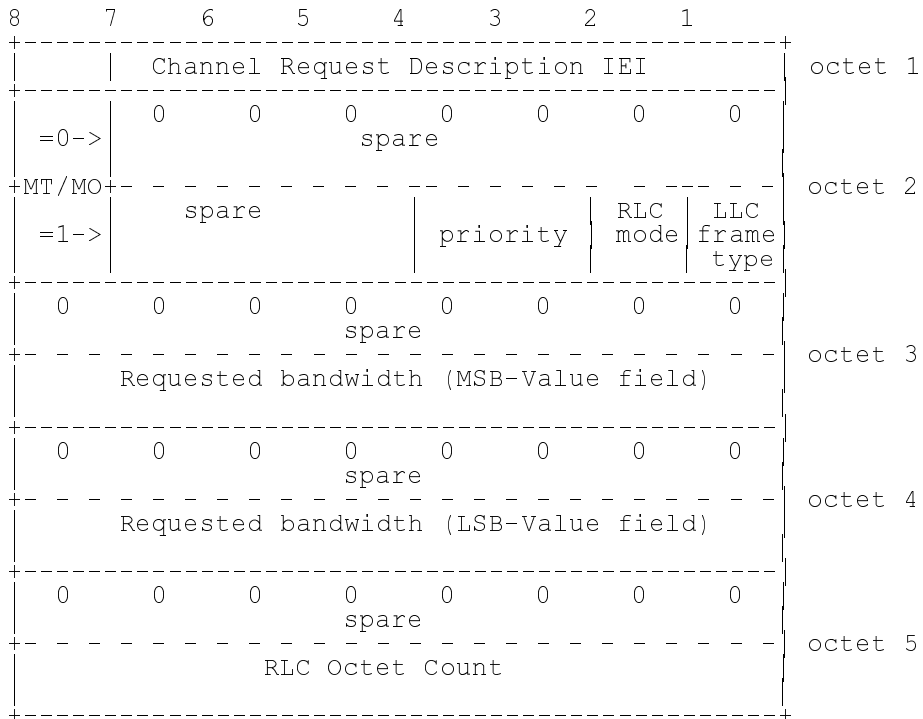 8 7 6 5 4 3 2 1
Channel Request Description IEI octet 1
0 0 0 0 0 0 0
=0-> spare
MT/MO octet 2
spare RLC LLC
=1-> priority mode frame
type
0 0 0 0 0 0 0 0
spare
octet 3
Requested bandwidth (MSB-Value field)
0 0 0 0 0 0 0 0
spare
octet 4
Requested bandwidth (LSB-Value field)
0 0 0 0 0 0 0 0
spare
octet 5
RLC Octet Count